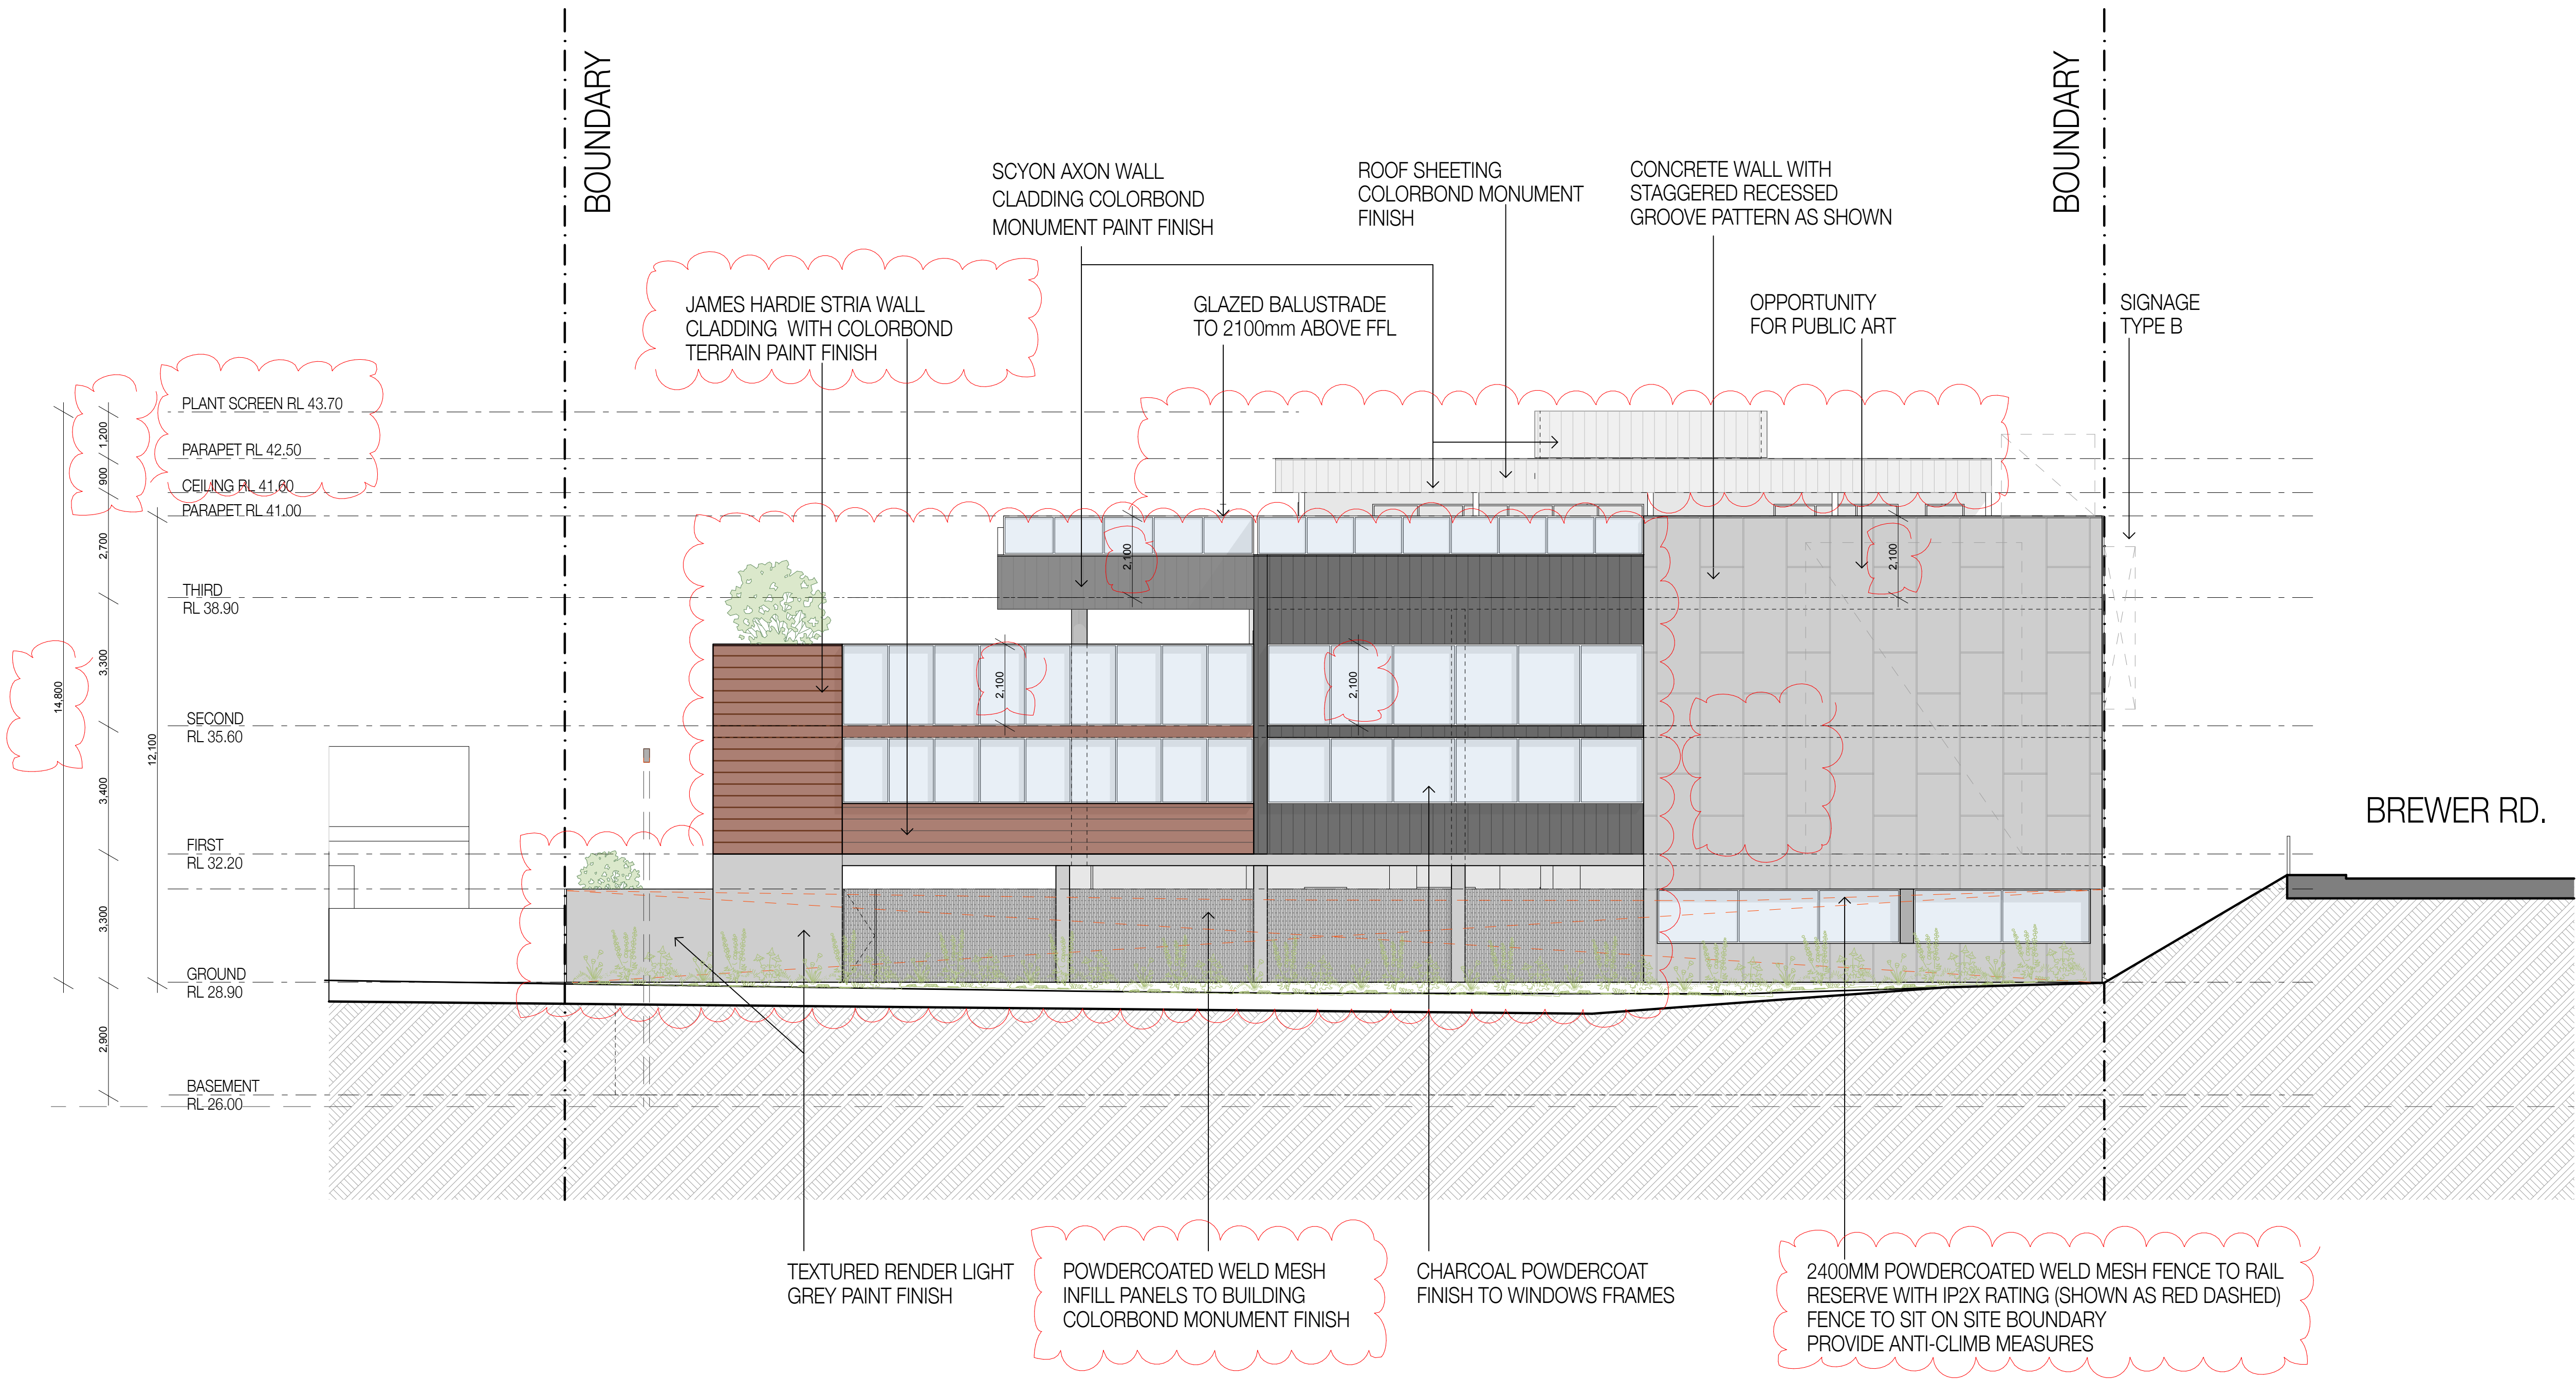 BOUNDARY
BOUNDARY
SCYON AXON WALL
CLADDING COLORBOND
MONUMENT PAINT FINISH
ROOF SHEETING
COLORBOND MONUMENT
FINISH
CONCRETE WALL WITH
STAGGERED RECESSED
GROOVE PATTERN AS SHOWN
JAMES HARDIE STRIA WALL
CLADDING WITH COLORBOND
TERRAIN PAINT FINISH
GLAZED BALUSTRADE
TO 2100mm ABOVE FFL
OPPORTUNITY
FOR PUBLIC ART
SIGNAGE
TYPE B
PLANT SCREEN RL 43.70
1,200
PARAPET RL 42.50
900
CEILING RL 41.60
PARAPET RL 41.00
2,700
2,100
2,100
THIRD
RL 38.90
3,300
2,100
2,100
14,800
SECOND
RL 35.60
12,100
3,400
BREWER RD.
FIRST
RL 32.20
3,300
GROUND
RL 28.90
2,900
BASEMENT
RL 26.00
TEXTURED RENDER LIGHT
GREY PAINT FINISH
POWDERCOATED WELD MESH
INFILL PANELS TO BUILDING
COLORBOND MONUMENT FINISH
CHARCOAL POWDERCOAT
FINISH TO WINDOWS FRAMES
2400MM POWDERCOATED WELD MESH FENCE TO RAIL
RESERVE WITH IP2X RATING (SHOWN AS RED DASHED)
FENCE TO SIT ON SITE BOUNDARY
PROVIDE ANTI-CLIMB MEASURES